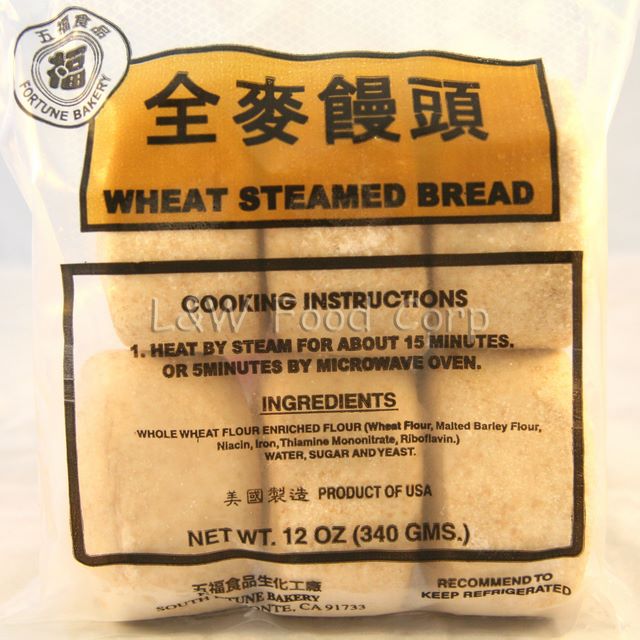 五福食品
福
FORTUNE BAKERY
全麥饅頭
WHEAT STEAMED BREAD
COOKING INSTRUCTIONS
L&W Food Corp
1. HEAT BY STEAM FOR ABOUT 15 MINUTES.
OR 5MINUTES BY MICROWAVE OVEN.
INGREDIENTS
WHOLE WHEAT FLOUR ENRICHED FLOUR (Wheat Flour, Malted Barley Flour,
Niacin, Iron, Thiamine Mononitrate, Riboflavin.)
WATER, SUGAR AND YEAST.
美國製造 PRODUCT OF USA
NET WT. 12 OZ (340 GMS.)
五福食品生化工廠
BAKERY
CA 91733
RECOMMEND TO
KEEP REFRIGERATED